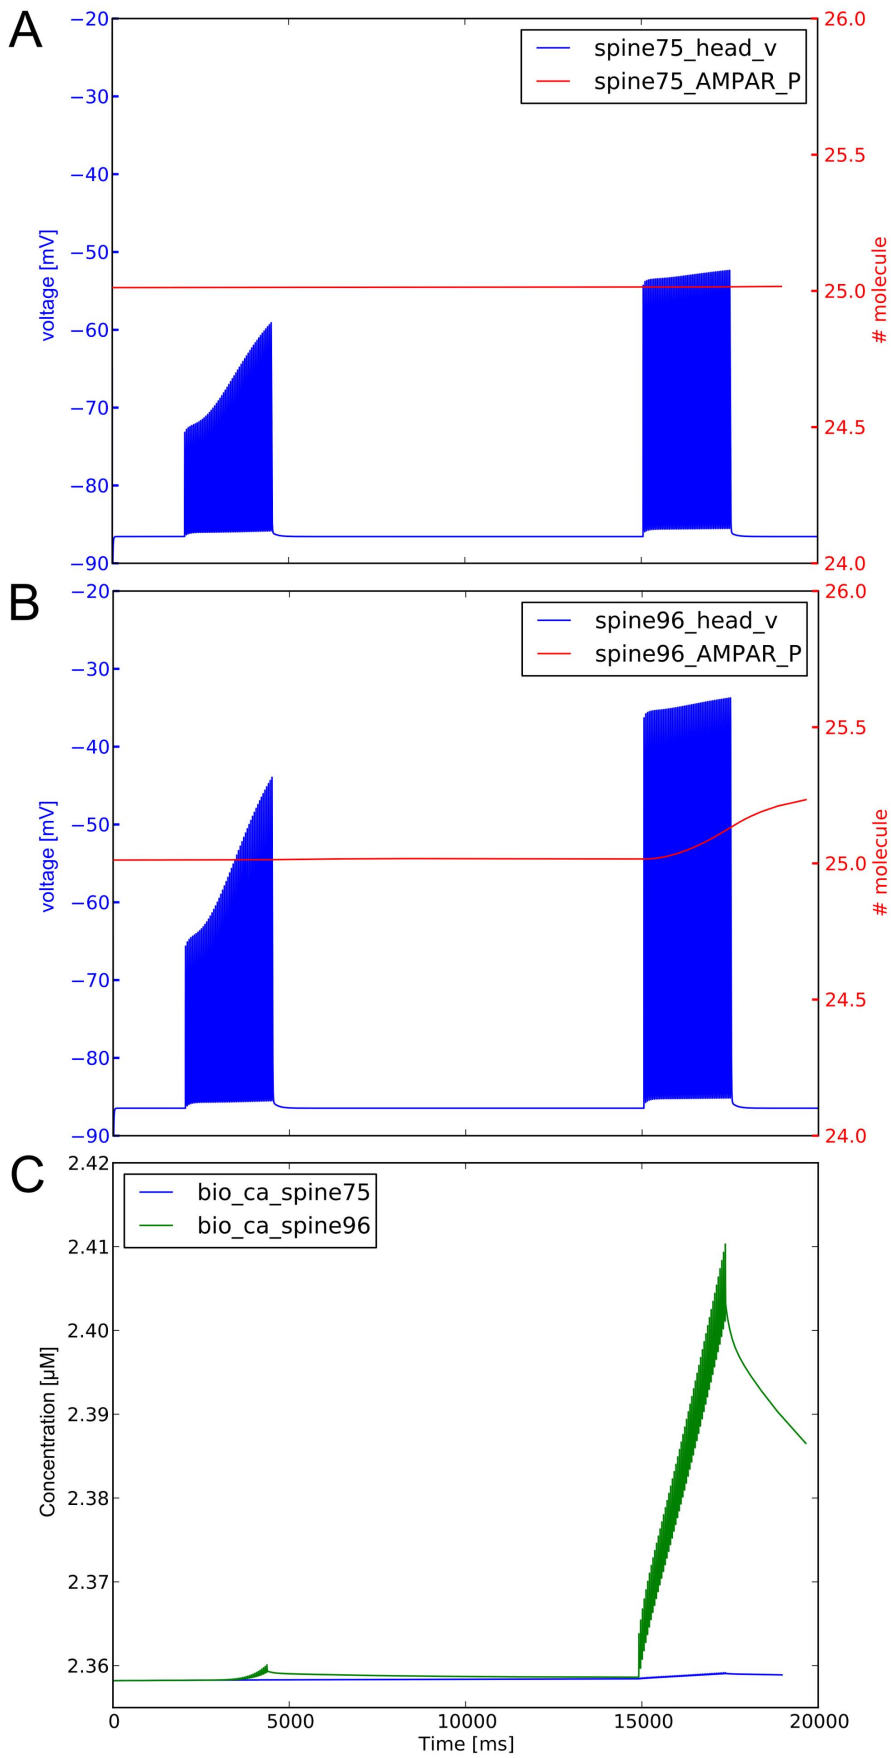 A
−20
−30
−40
−50
−60
−70
−80
−90
voltage [mV]
spine75_head_v
spine75_AMPAR_P
26.0
25.5
25.0
24.5
24.0
# molecule
B
−20
−30
−40
−50
−60
−70
−80
−90
voltage [mV]
spine96_head_v
spine96_AMPAR_P
26.0
25.5
25.0
24.5
24.0
# molecule
C
2.42
2.41
2.40
2.39
2.38
2.37
2.36
Concentration [µM]
bio_ca_spine75
bio_ca_spine96
0 5000 10000 15000 20000
Time [ms]